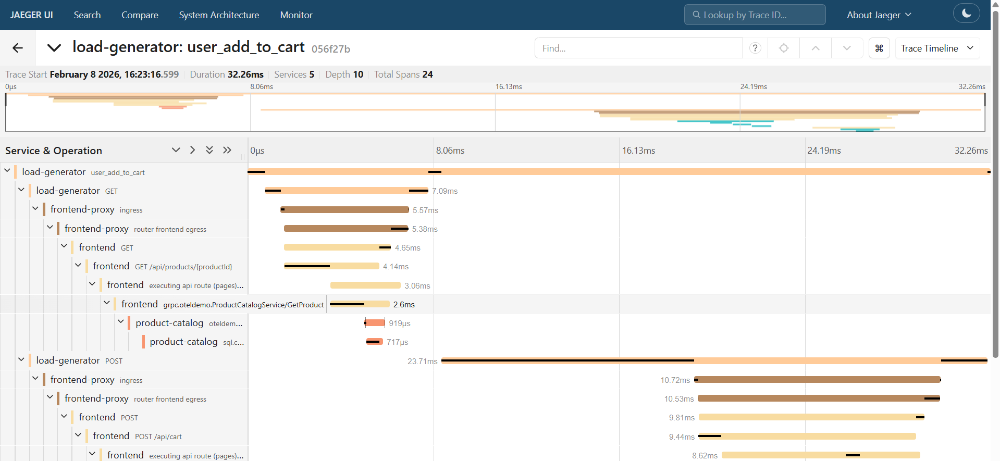 JAEGER UI Search Compare System Architecture Monitor Lookup by Trace ID... About Jaeger
load-generator: user_add_to_cart 056f27b Find... ? ⌘ Trace Timeline
Trace Start February 8 2026, 16:23:16.599 Duration 32.26ms Services 5 Depth 10 Total Spans 24
0μs 8.06ms 16.13ms 24.19ms 32.26ms
Service & Operation 0μs 8.06ms 16.13ms 24.19ms 32.26ms
load-generator user_add_to_cart
load-generator GET 7.09ms
frontend-proxy ingress 5.57ms
frontend-proxy router frontend egress 5.38ms
frontend GET 4.65ms
frontend GET /api/products/{productId} 4.14ms
frontend executing api route (pages)... 3.06ms
frontend grpc.oteldemo.ProductCatalogService/GetProduct 2.6ms
product-catalog oteldem... 919μs
product-catalog sql.c... 717μs
load-generator POST 23.71ms
frontend-proxy ingress 10.72ms
frontend-proxy router frontend egress 10.53ms
frontend POST 9.81ms
frontend POST /api/cart 9.44ms
frontend executing api route (pages)... 8.62ms